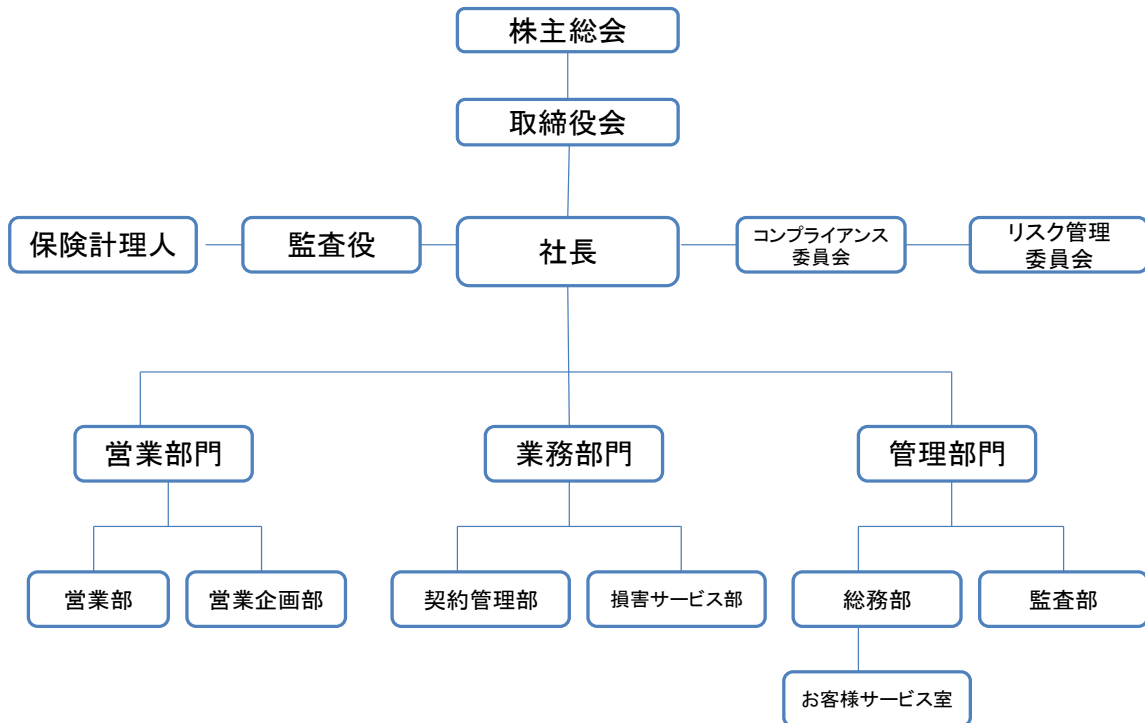 株主総会
取締役会
保険計理人
監査役
社長
コンプライアンス
委員会
リスク管理
委員会
営業部門
業務部門
管理部門
営業部
営業企画部
契約管理部
損害サービス部
総務部
監査部
お客様サービス室